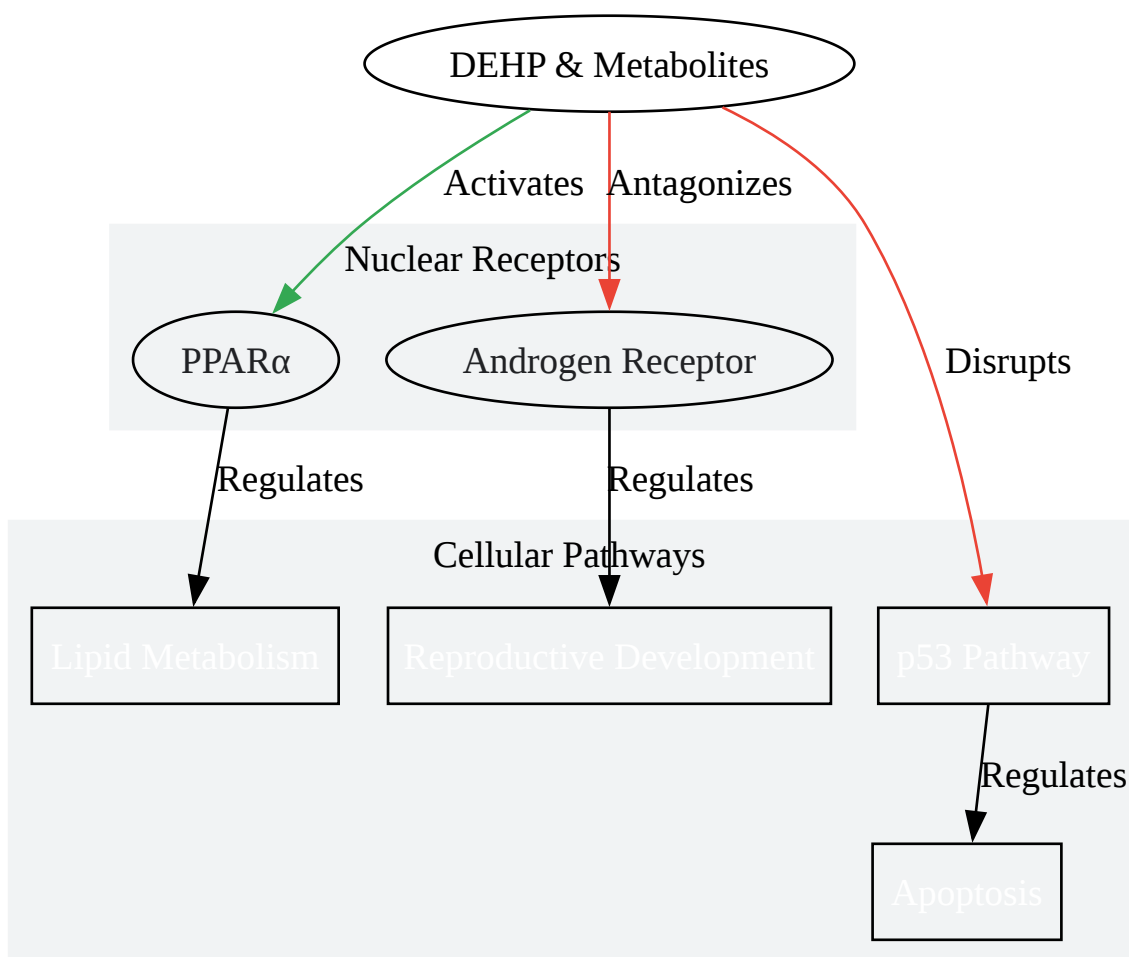 DEHP & Metabolites
Activates
Antagonizes
Nuclear Receptors
PPARα
Androgen Receptor
Disrupts
Regulates
Regulates
Cellular Pathways
Lipid Metabolism
Reproductive Development
p53 Pathway
Regulates
Apoptosis